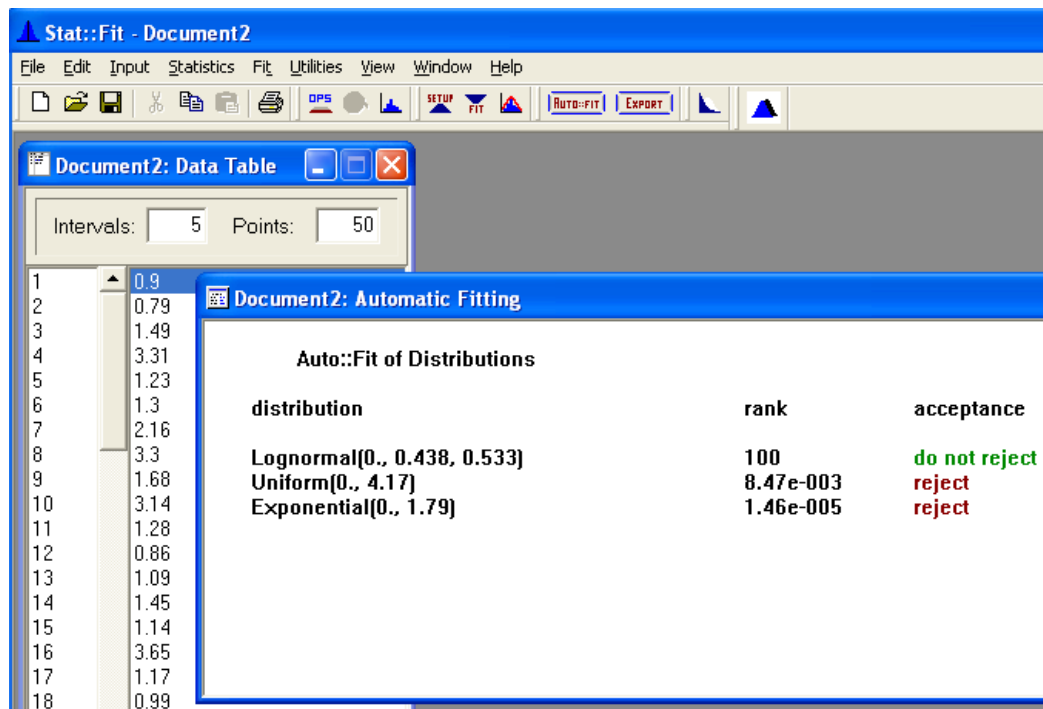 Stat::Fit - Document2
File Edit Input Statistics Fit Utilities View Window Help
OPS SETUP FIT AUTO::FIT EXPORT
Document2: Data Table
Intervals: 5 Points: 50
1 0.9
2 0.79
3 1.49
4 3.31
5 1.23
6 1.3
7 2.16
8 3.3
9 1.68
10 3.14
11 1.28
12 0.86
13 1.09
14 1.45
15 1.14
16 3.65
17 1.17
18 0.99
Document2: Automatic Fitting
Auto::Fit of Distributions
distribution rank acceptance
Lognormal(0., 0.438, 0.533) 100 do not reject
Uniform(0., 4.17) 8.47e-003 reject
Exponential(0., 1.79) 1.46e-005 reject